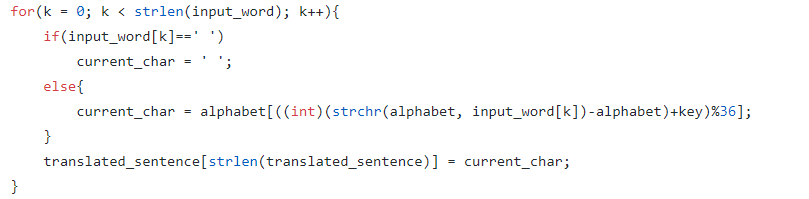 for(k = 0; k < strlen(input_word); k++){
    if(input_word[k]==' ')
        current_char = ' ';
    else{
        current_char = alphabet[((int)(strchr(alphabet, input_word[k])-alphabet)+key)%36];
    }
    translated_sentence[strlen(translated_sentence)] = current_char;
}